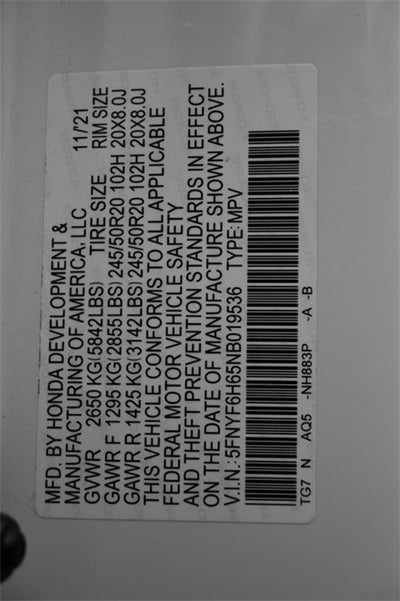 MFD. BY HONDA DEVELOPMENT &
MANUFACTURING OF AMERICA, LLC 11/'21
GVWR 2650 KG(5842LBS) TIRE SIZE RIM SIZE
GAWR F 1295 KG(2855LBS) 245/50R20 102H 20X8.0J
GAWR R 1425 KG(3142LBS) 245/50R20 102H 20X8.0J
THIS VEHICLE CONFORMS TO ALL APPLICABLE
FEDERAL MOTOR VEHICLE SAFETY
AND THEFT PREVENTION STANDARDS IN EFFECT
ON THE DATE OF MANUFACTURE SHOWN ABOVE.
V.I.N.: 5FNYF6H65NB019536 TYPE: MPV
TG7 N AQ5 -NH883P -A -B